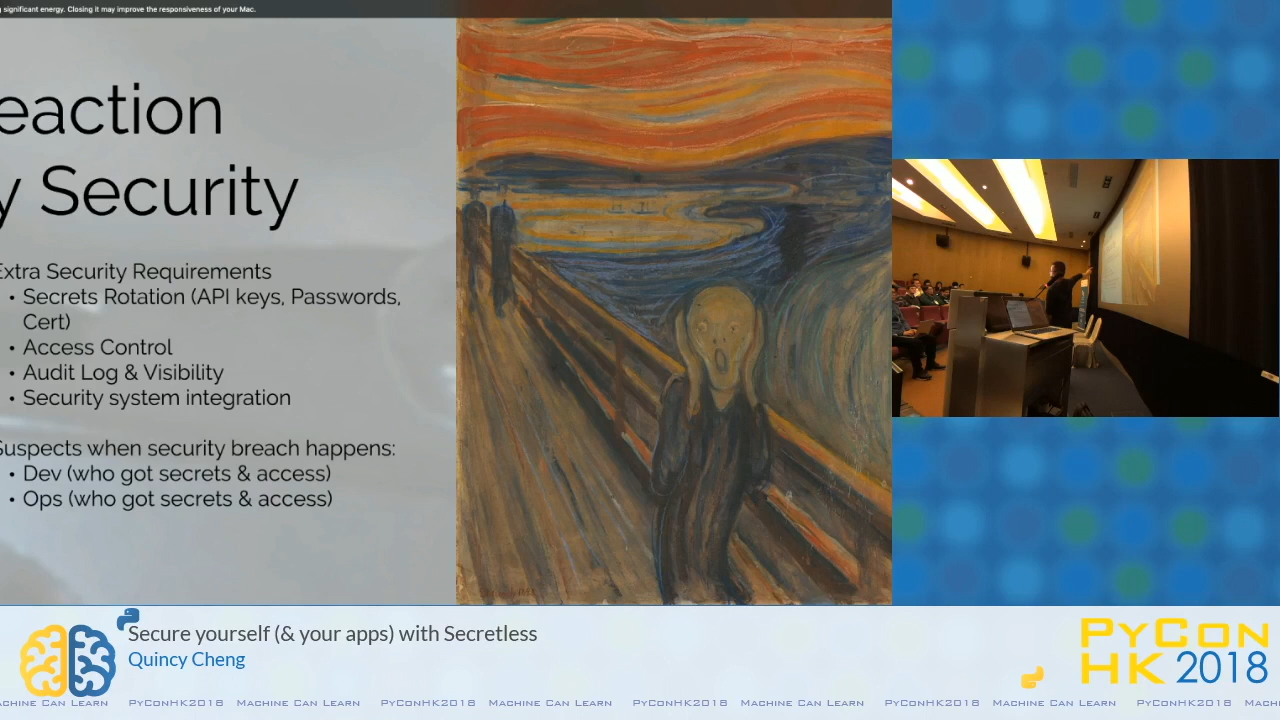 significant energy. Closing it may improve the responsiveness of your Mac.
eaction
y Security
Extra Security Requirements
• Secrets Rotation (API keys, Passwords,
Cert)
• Access Control
• Audit Log & Visibility
• Security system integration
Suspects when security breach happens:
• Dev (who got secrets & access)
• Ops (who got secrets & access)
Secure yourself (& your apps) with Secretless
Quincy Cheng
PyCon
HK 2018
achine Can Learn PyConHK2018 Machine Can Learn PyConHK2018 Machine Can Learn PyConHK2018 Machine Can Learn PyConHK2018 Machine Can Learn PyConHK2018 Mach